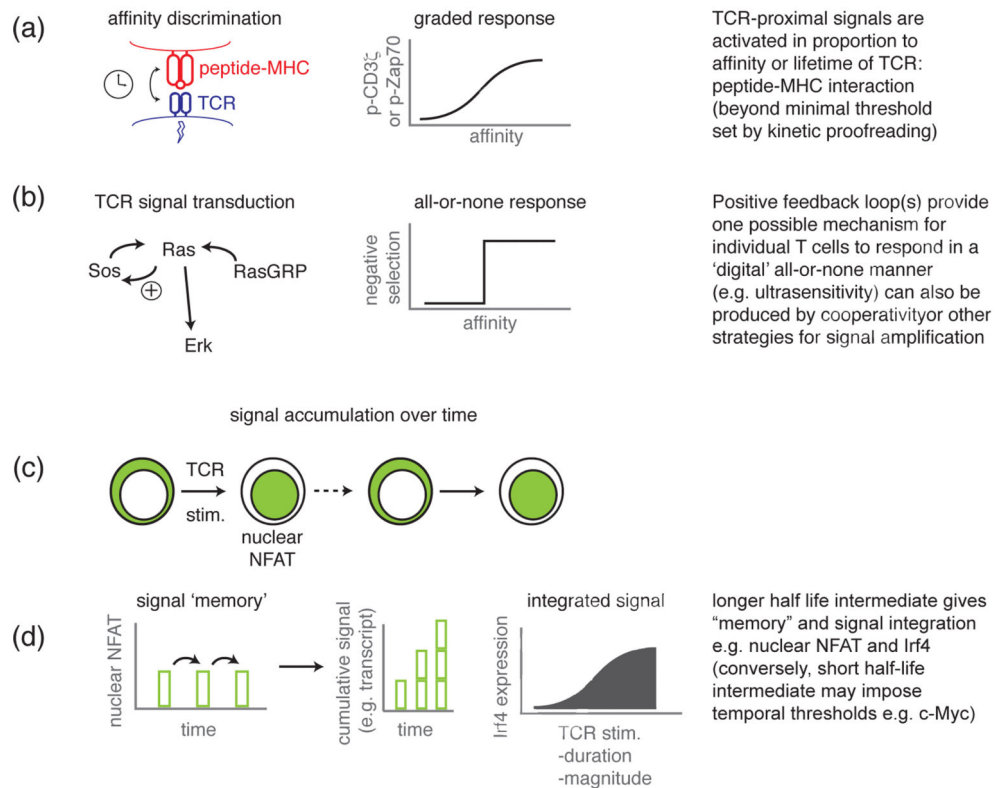 (a)
affinity discrimination
peptide-MHC
TCR
graded response
p-CD3ζ
or p-Zap70
affinity
TCR-proximal signals are
activated in proportion to
affinity or lifetime of TCR:
peptide-MHC interaction
(beyond minimal threshold
set by kinetic proofreading)
(b)
TCR signal transduction
Ras
Sos
+
RasGRP
Erk
all-or-none response
negative
selection
affinity
Positive feedback loop(s) provide
one possible mechanism for
individual T cells to respond in a
‘digital’ all-or-none manner
(e.g. ultrasensitivity) can also be
produced by cooperativityor other
strategies for signal amplification
signal accumulation over time
(c)
TCR
stim.
nuclear
NFAT
(d)
signal ‘memory’
nuclear NFAT
time
cumulative signal
(e.g. transcript)
time
integrated signal
Irf4 expression
TCR stim.
-duration
-magnitude
longer half life intermediate gives
“memory” and signal integration
e.g. nuclear NFAT and Irf4
(conversely, short half-life
intermediate may impose
temporal thresholds e.g. c-Myc)